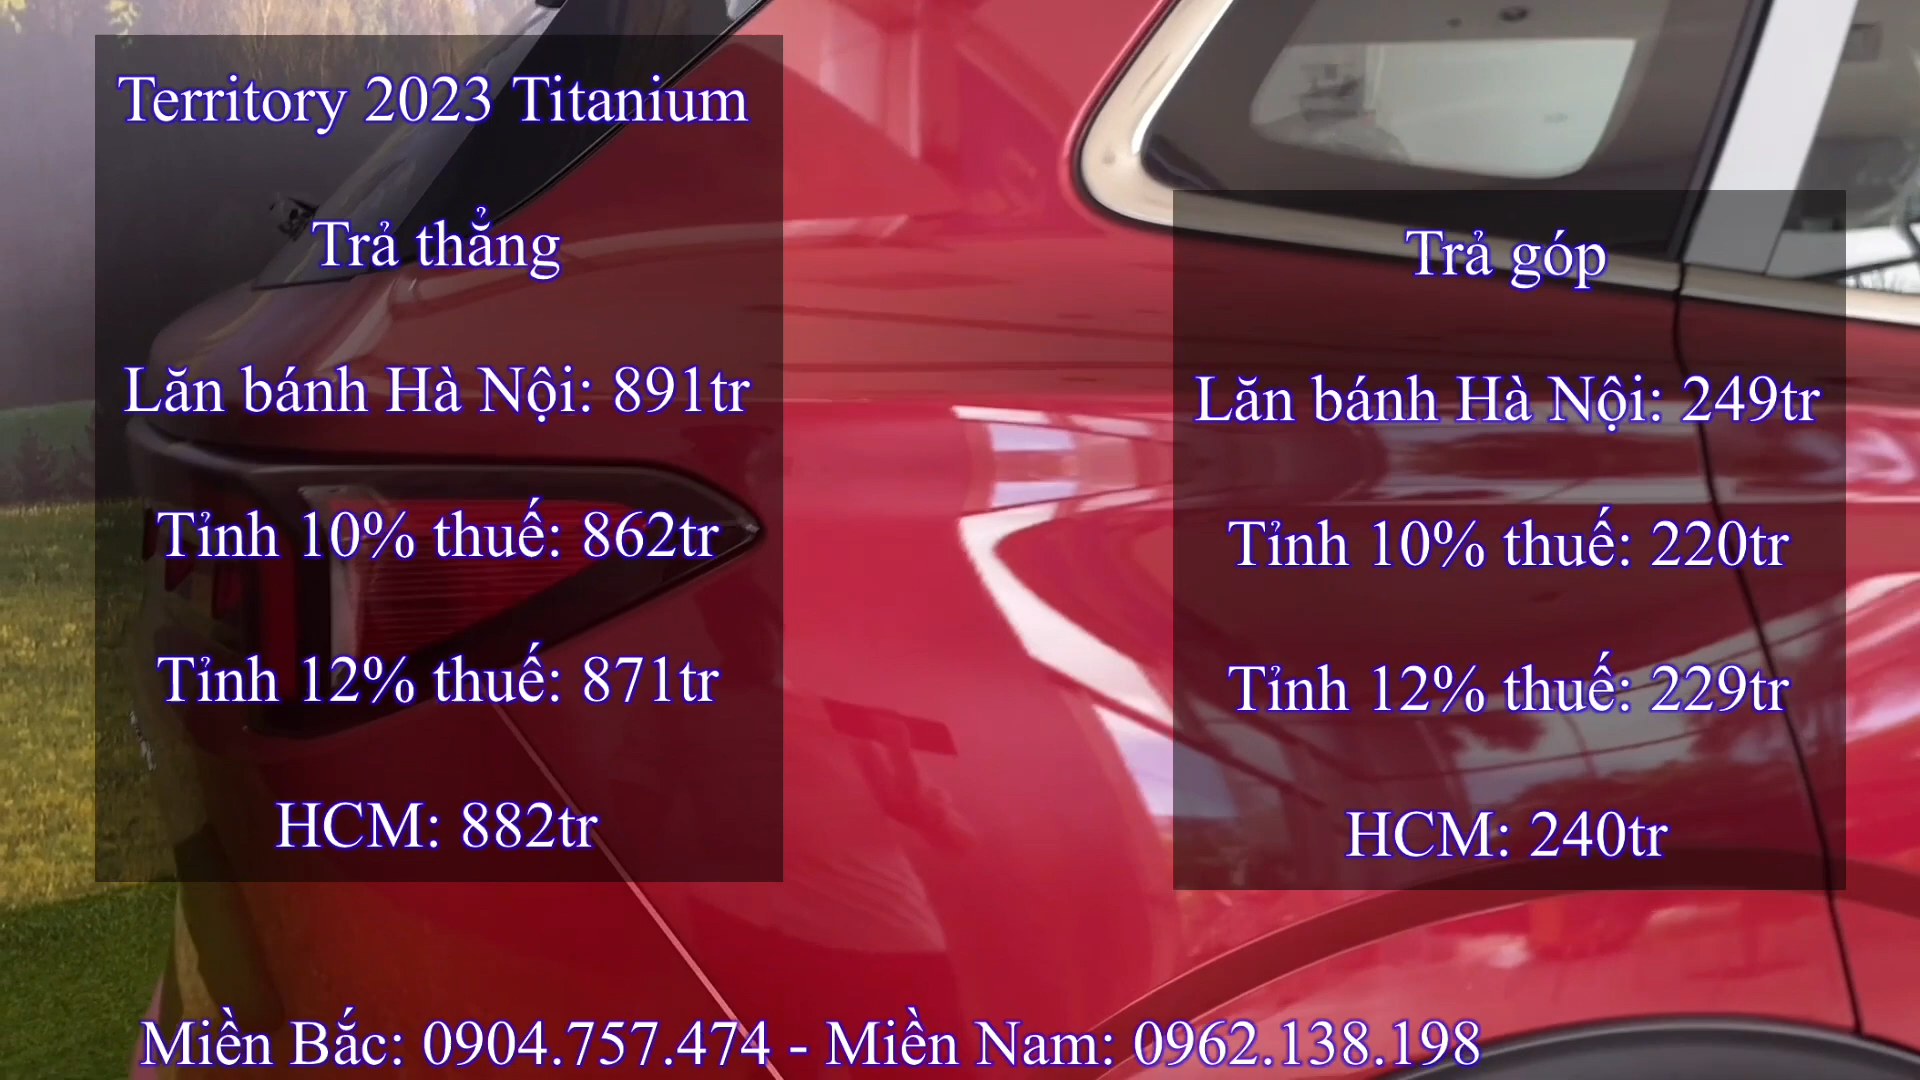 Territory 2023 Titanium
Trả thẳng
Lăn bánh Hà Nội: 891tr
Tỉnh 10% thuế: 862tr
Tỉnh 12% thuế: 871tr
HCM: 882tr
Trả góp
Lăn bánh Hà Nội: 249tr
Tỉnh 10% thuế: 220tr
Tỉnh 12% thuế: 229tr
HCM: 240tr
Miền Bắc: 0904.757.474 - Miền Nam: 0962.138.198